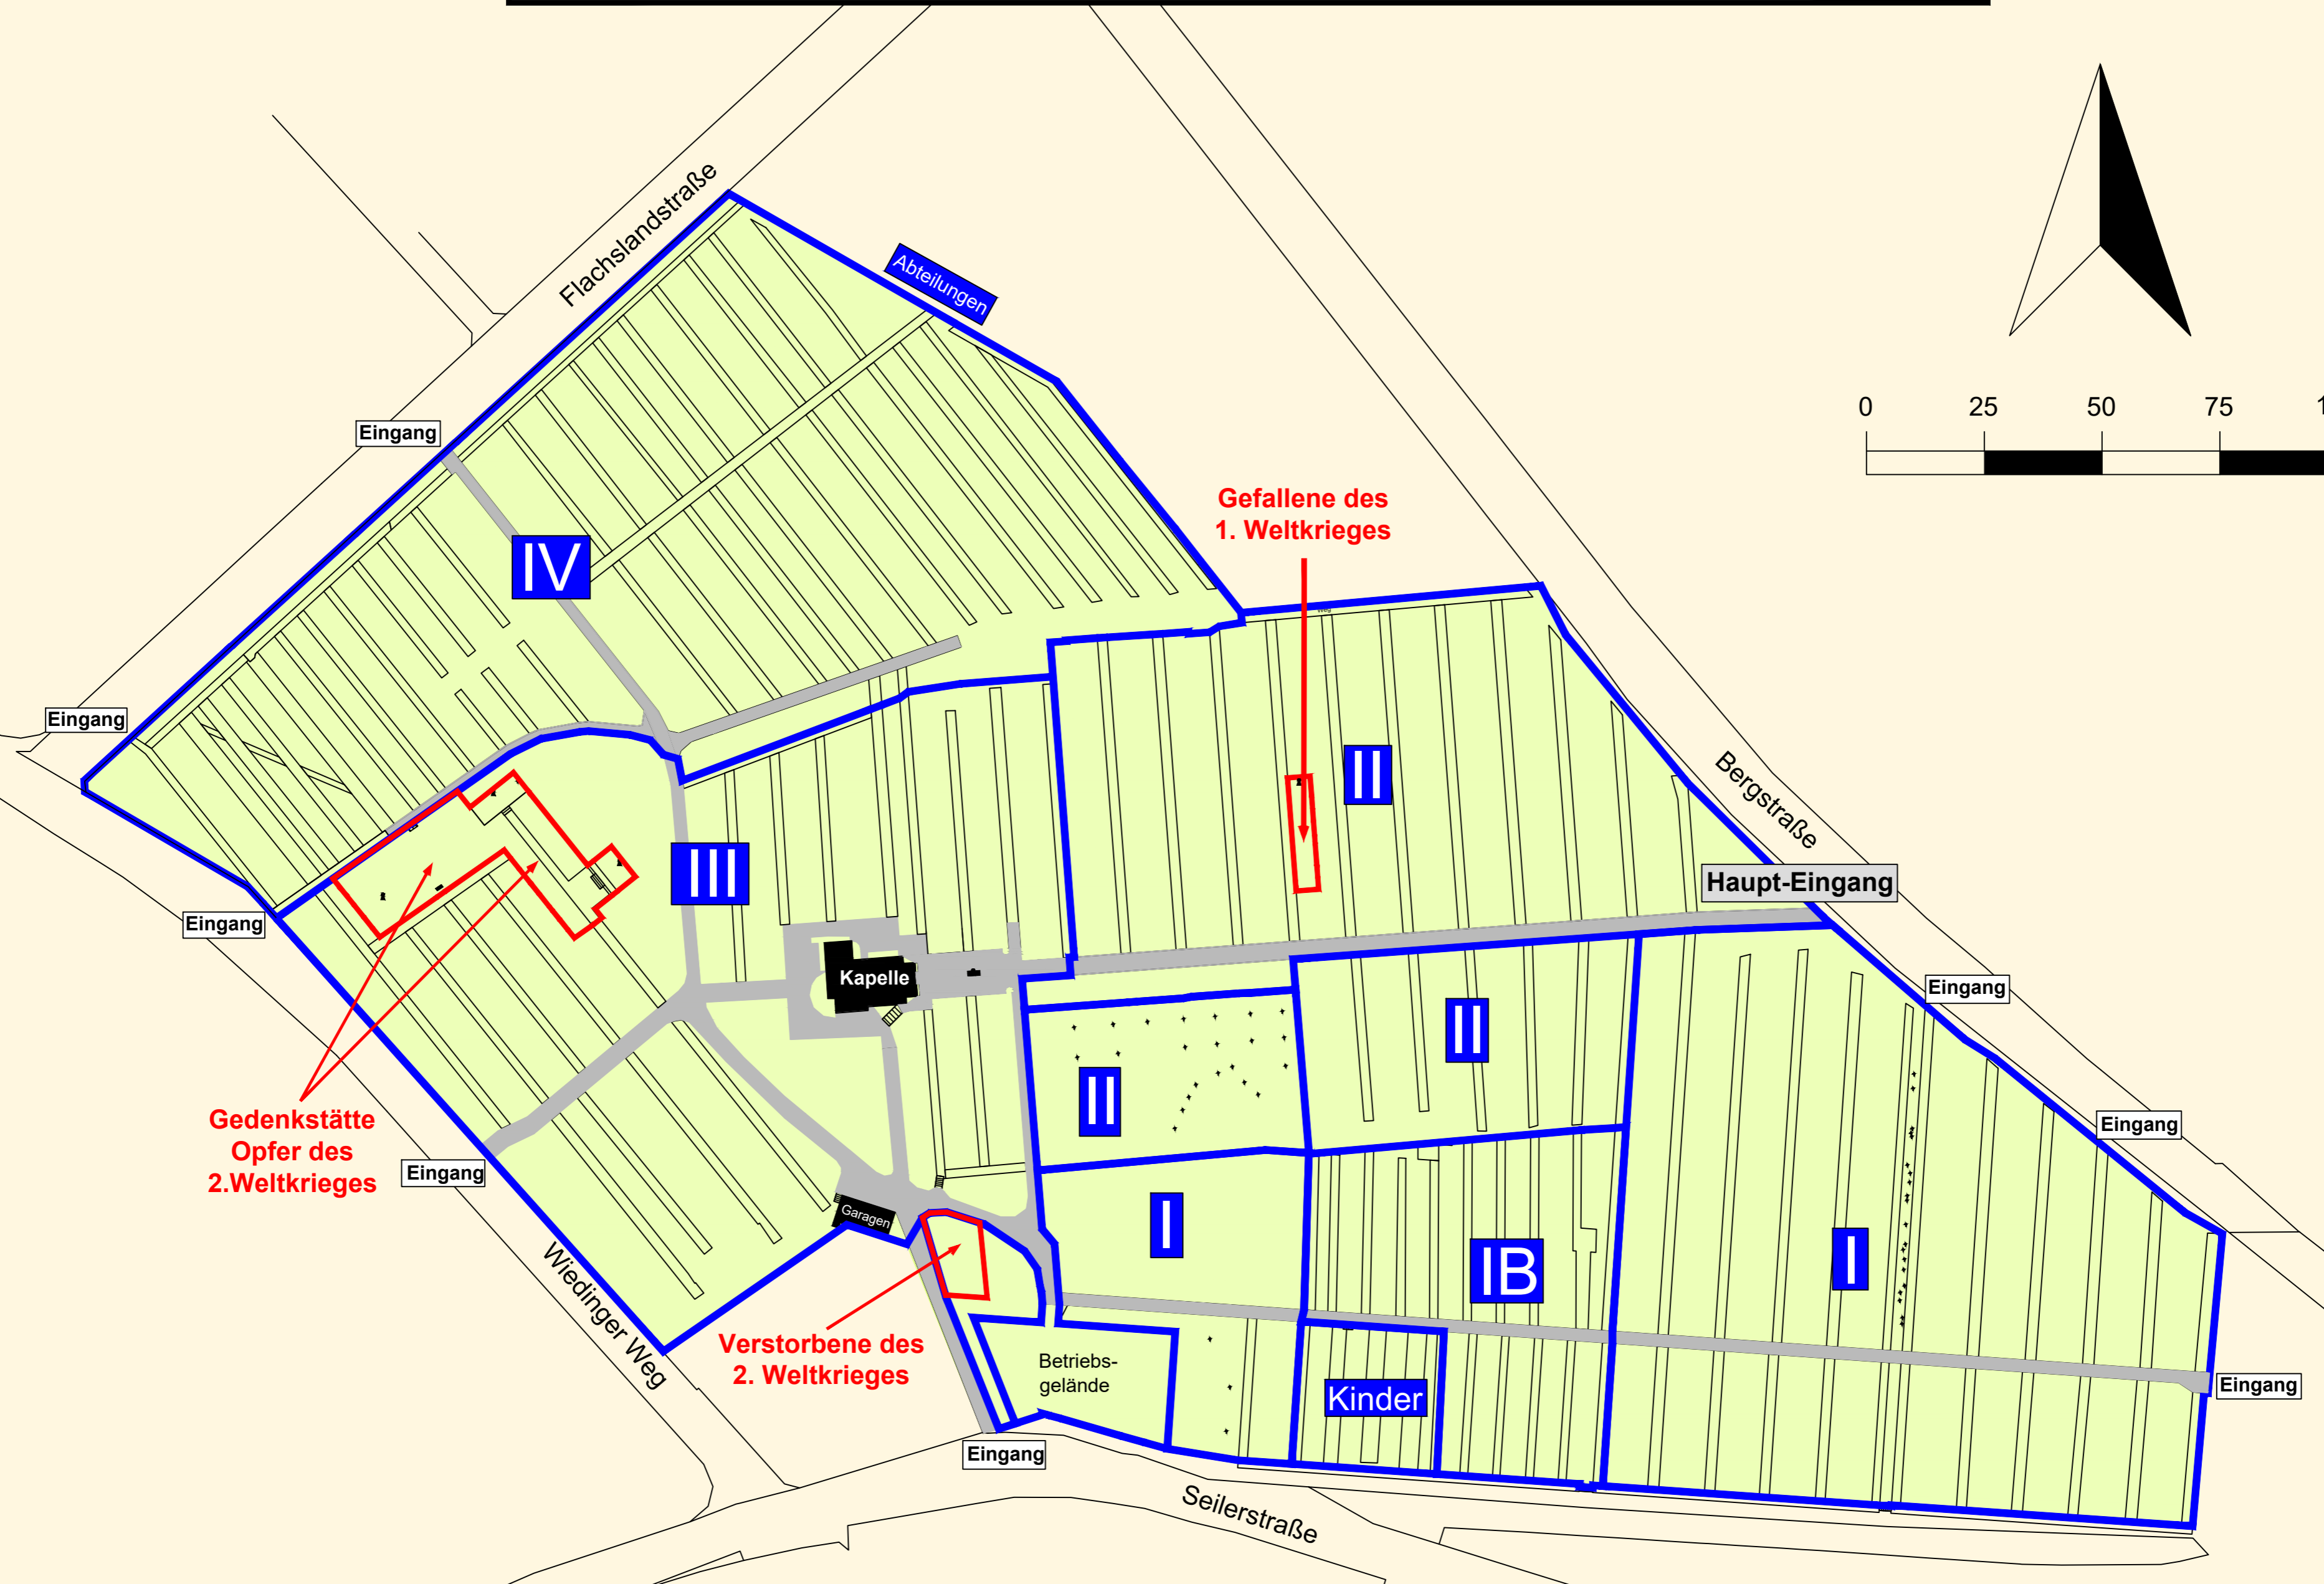 Flachslandstraße
Abteilungen
0 25 50 75 1
Eingang
Gefallene des
1. Weltkrieges
IV
Weg
Eingang
II
Bergstraße
III
Haupt-Eingang
Eingang
Kapelle
Eingang
II
II
Gedenkstätte
Opfer des
2.Weltkrieges
Eingang
Eingang
Garagen
I
IB
I
Wiedinger Weg
Verstorbene des
2. Weltkrieges
Betriebs-
gelände
Kinder
Eingang
Eingang
Seilerstraße